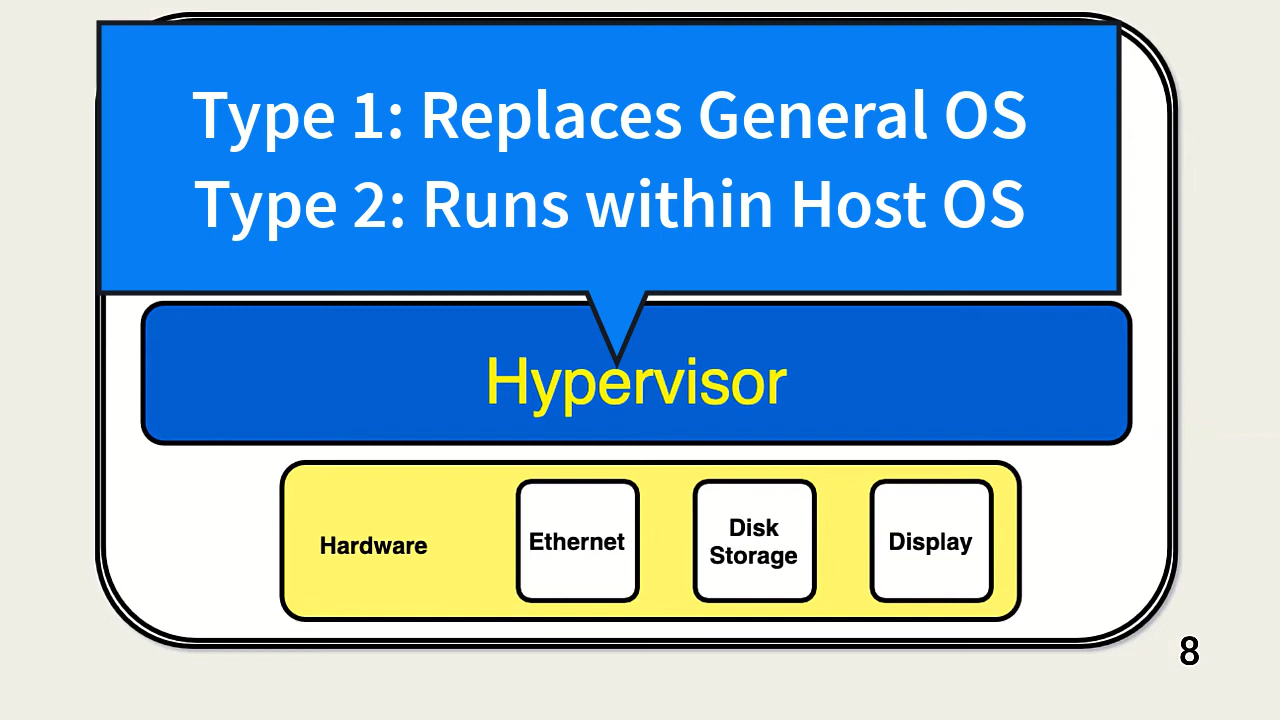 Type 1: Replaces General OS
Type 2: Runs within Host OS
Hypervisor
Hardware
Ethernet
Disk
Storage
Display
8